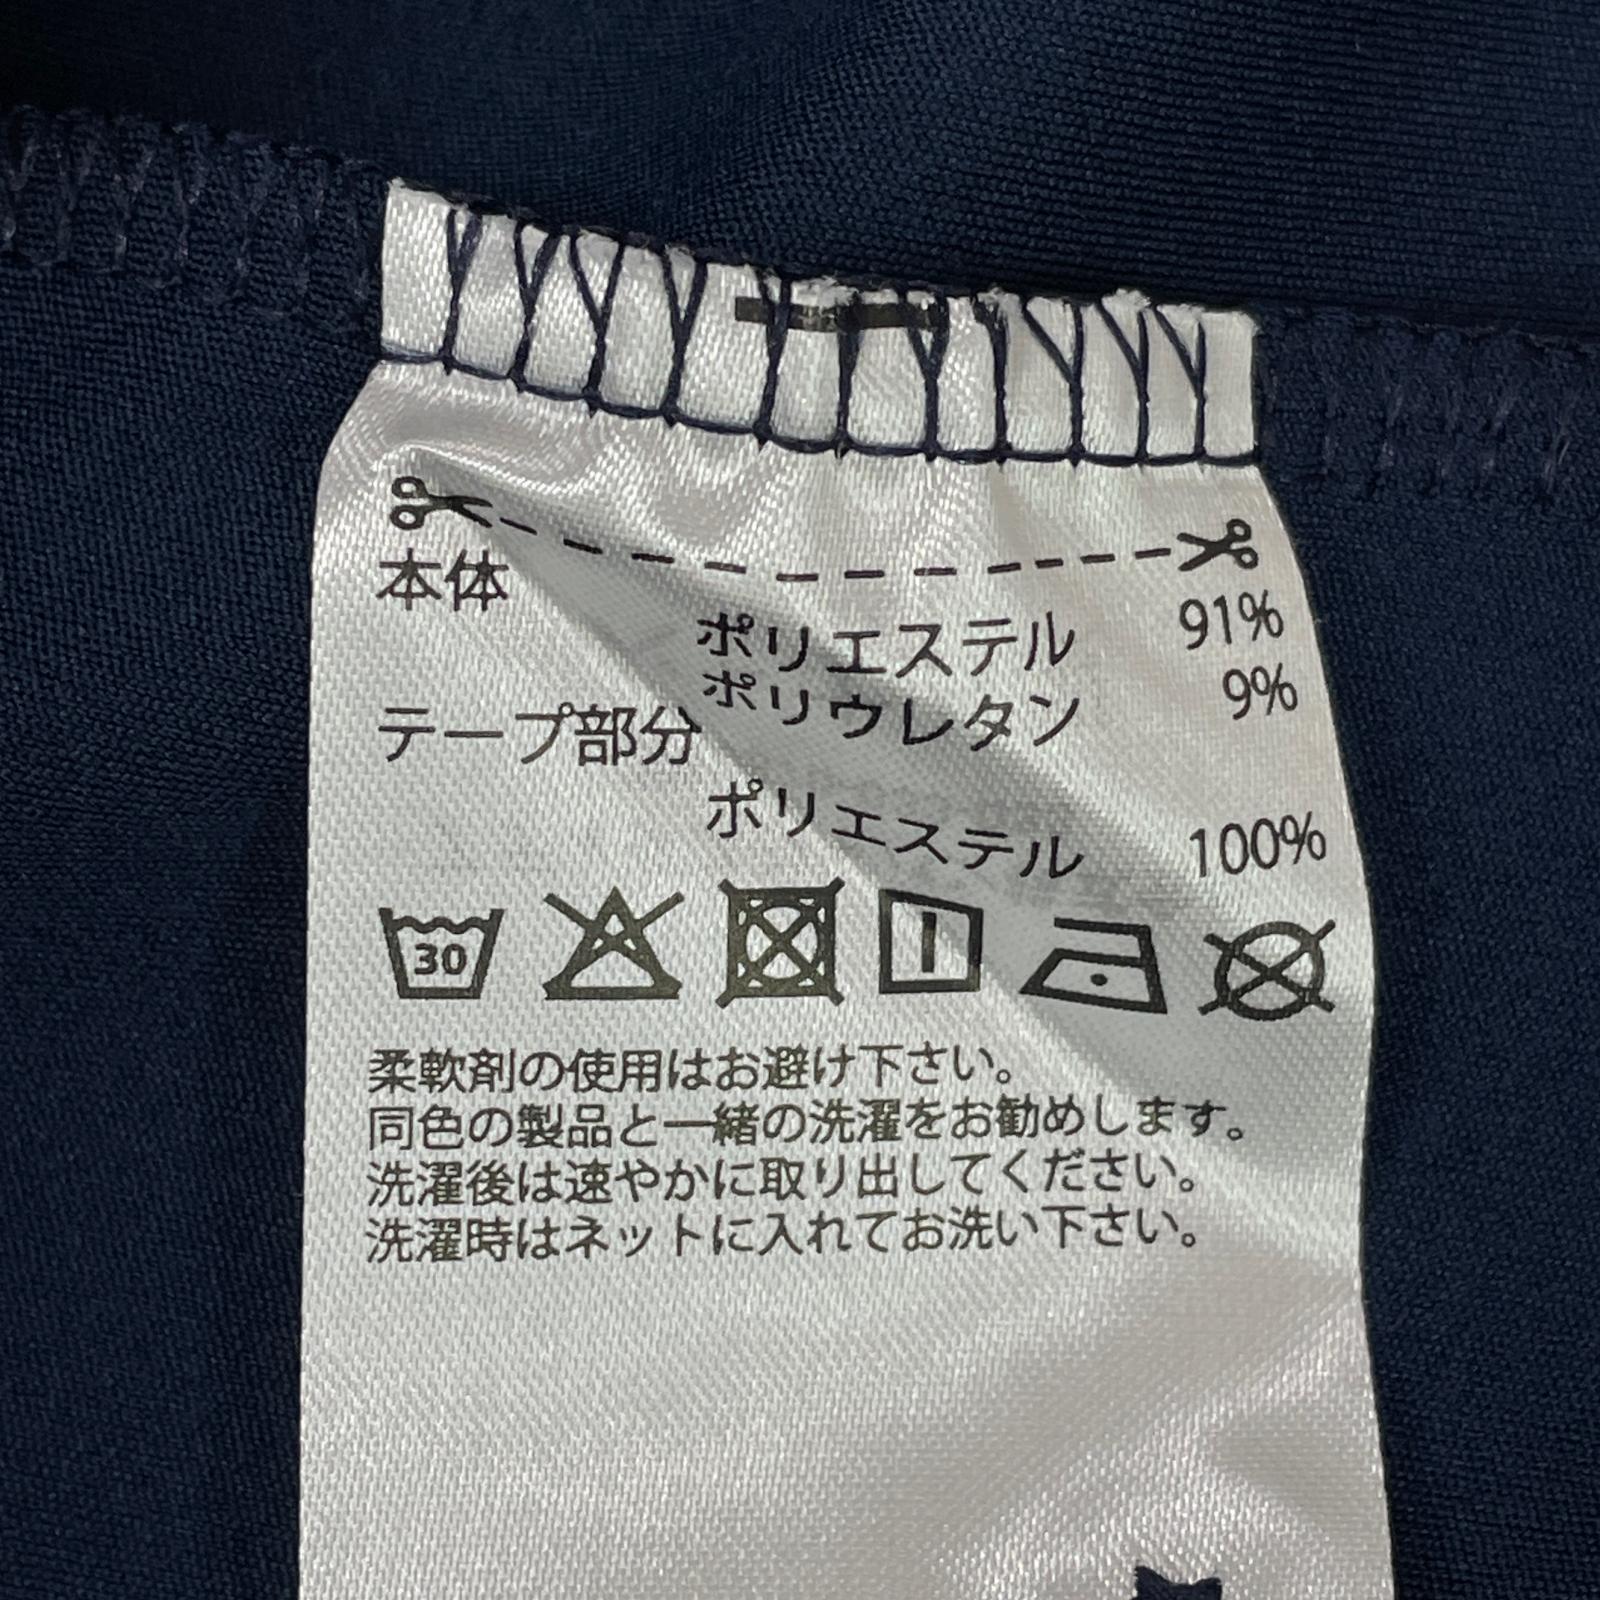 本体
ポリエステル 91%
ポリウレタン 9%
テープ部分
ポリエステル 100%
30
柔軟剤の使用はお避け下さい。
同色の製品と一緒の洗濯をお勧めします。
洗濯後は速やかに取り出してください。
洗濯時はネットに入れてお洗い下さい。